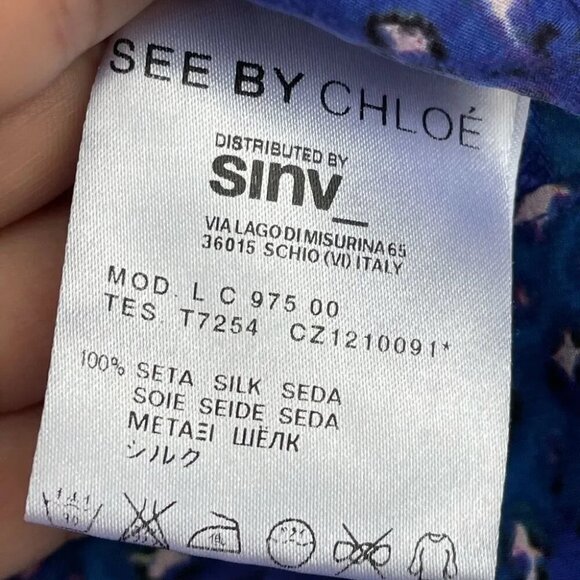 SEE BY CHLOÉ
DISTRIBUTED BY
sinv_
VIA LAGO DI MISURINA 65
36015 SCHIO (VI) ITALY
MOD. L C 975 00
TES. T7254 CZ1210091*
100% SETA SILK SEDA
SOIE SEIDE SEDA
ΜΕΤΑΞΙ ШЁЛК
シルク